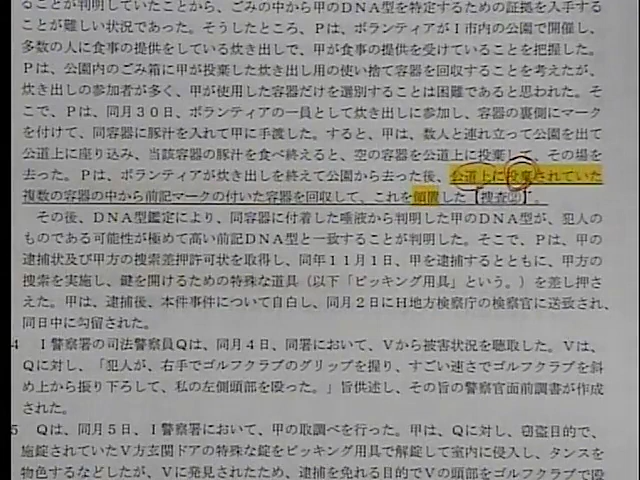 ることが判明していたことから、ごみの中から甲のDNA型を特定するための証拠を入手する
ことが難しい状況であった。そうしたところ、Pは、ボランティアがI市内の公園で開催し、
多数の人に食事の提供をしている炊き出しで、甲が食事の提供を受けていることを把握した。
Pは、公園内のごみ箱に甲が投棄した炊き出し用の使い捨て容器を回収することを考えたが、
炊き出しの参加者が多く、甲が使用した容器だけを選別することは困難であると思われた。そ
こで、Pは、同月30日、ボランティアの一員として炊き出しに参加し、容器の裏側にマーク
を付けて、同容器に豚汁を入れて甲に手渡した。すると、甲は、数人と連れ立って公園を出て
公道上に座り込み、当該容器の豚汁を食べ終えると、空の容器を公道上に投棄して、その場を
去った。Pは、ボランティアが炊き出しを終えて公園から去った後、公道上に投棄されていた
複数の容器の中から前記マークの付いた容器を回収して、これを領置した【捜査②】。
その後、DNA型鑑定により、同容器に付着した唾液から判明した甲のDNA型が、犯人の
ものである可能性が極めて高い前記DNA型と一致することが判明した。そこで、Pは、甲の
逮捕状及び甲方の捜索差押許可状を取得し、同年11月1日、甲を逮捕するとともに、甲方の
捜索を実施し、鍵を開けるための特殊な道具（以下「ピッキング用具」という。）を差し押さ
えた。甲は、逮捕後、本件事件について自白し、同月2日にH地方検察庁の検察官に送致され、
同日中に勾留された。
4 I警察署の司法警察員Qは、同月4日、同署において、Vから被害状況を聴取した。Vは、
Qに対し、「犯人が、右手でゴルフクラブのグリップを握り、すごい速さでゴルフクラブを斜
め上から振り下ろして、私の左側頭部を殴った。」旨供述し、その旨の警察官面前調書が作成
された。
5 Qは、同月5日、I警察署において、甲の取調べを行った。甲は、Qに対し、窃盗目的で、
施錠されていたV方玄関ドアの特殊な錠をピッキング用具で解錠して室内に侵入し、タンスを
物色するなどしたが、Vに発見されたため、逮捕を免れる目的でVの頭部をゴルフクラブで殴